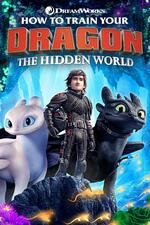 DREAMWORKS
HOW TO TRAIN YOUR
DRAGON
THE HIDDEN WORLD